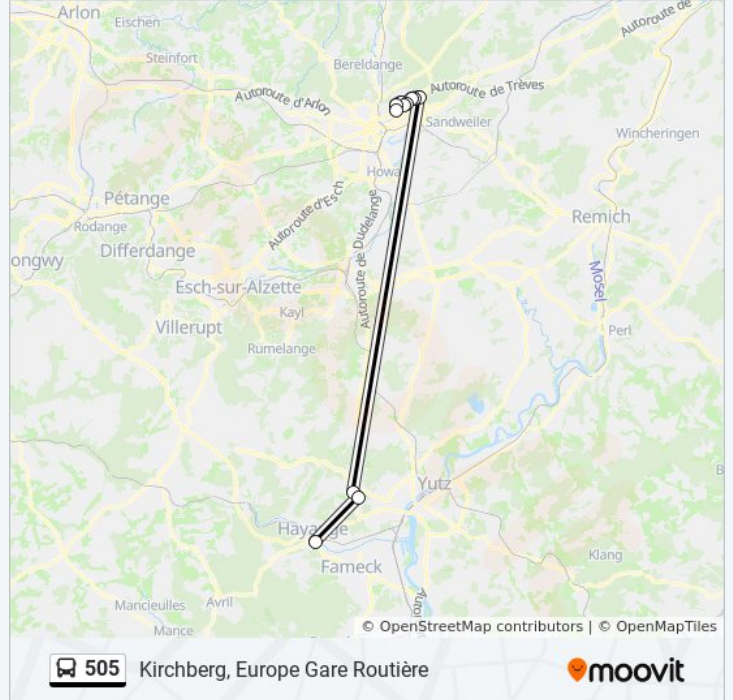 Arlon
Eischen
Autoroute de
Steinfort
Bereldange
Autoroute d'Arlon
Autoroute de Trèves
Sandweiler
Wincheringen
Howa
Pétange
Autoroute d'Esch
Rodange
Remich
Differdange
Autoroute de Dudelange
ongwy
Mosel
Esch-sur-Alzette
Kayl
Villerupt
Perl
Rumelange
Yutz
B
Hayange
Klang
Fameck
Mancieulles
Avril
Auto
Mance
© OpenStreetMap contributors | © OpenMapTiles
505 Kirchberg, Europe Gare Routière
moovit